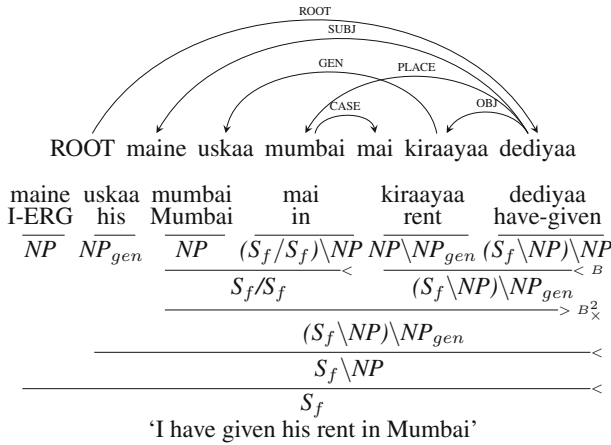 ROOT
SUBJ
GEN PLACE
CASE OBJ
ROOT maine uskaa mumbai mai kiraayaa dediyaa
maine uskaa mumbai mai kiraayaa dediyaa
I-ERG his Mumbai in rent have-given
NP NP_gen NP (S_f/S_f)\NP NP\NP_gen (S_f\NP)\NP
< < B
S_f/S_f (S_f\NP)\NP_gen
> B²_×
(S_f\NP)\NP_gen
<
S_f\NP
<
S_f
‘I have given his rent in Mumbai’